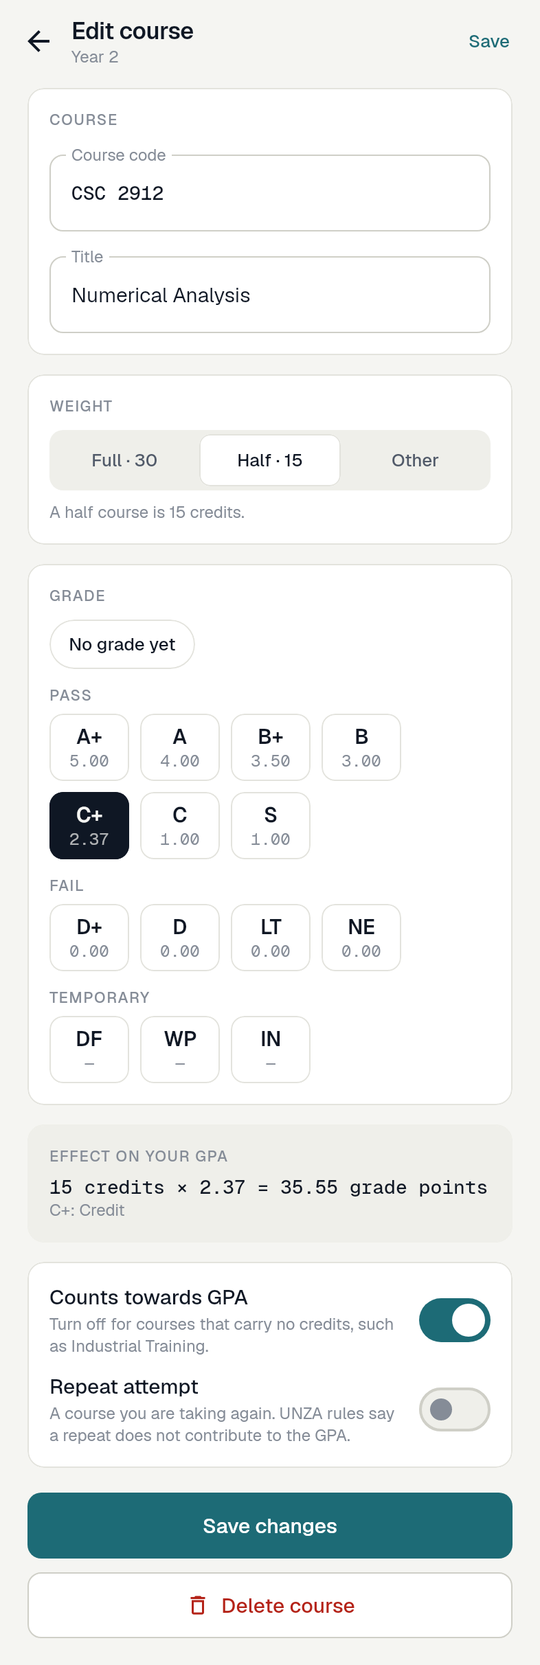 Edit course
Year 2
Save
COURSE
Course code
CSC 2912
Title
Numerical Analysis
WEIGHT
Full · 30 Half · 15 Other
A half course is 15 credits.
GRADE
No grade yet
PASS
A+ A B+ B
5.00 4.00 3.50 3.00
C+ C S
2.37 1.00 1.00
FAIL
D+ D LT NE
0.00 0.00 0.00 0.00
TEMPORARY
DF WP IN
– – –
EFFECT ON YOUR GPA
15 credits × 2.37 = 35.55 grade points
C+: Credit
Counts towards GPA
Turn off for courses that carry no credits, such
as Industrial Training.
Repeat attempt
A course you are taking again. UNZA rules say
a repeat does not contribute to the GPA.
Save changes
Delete course